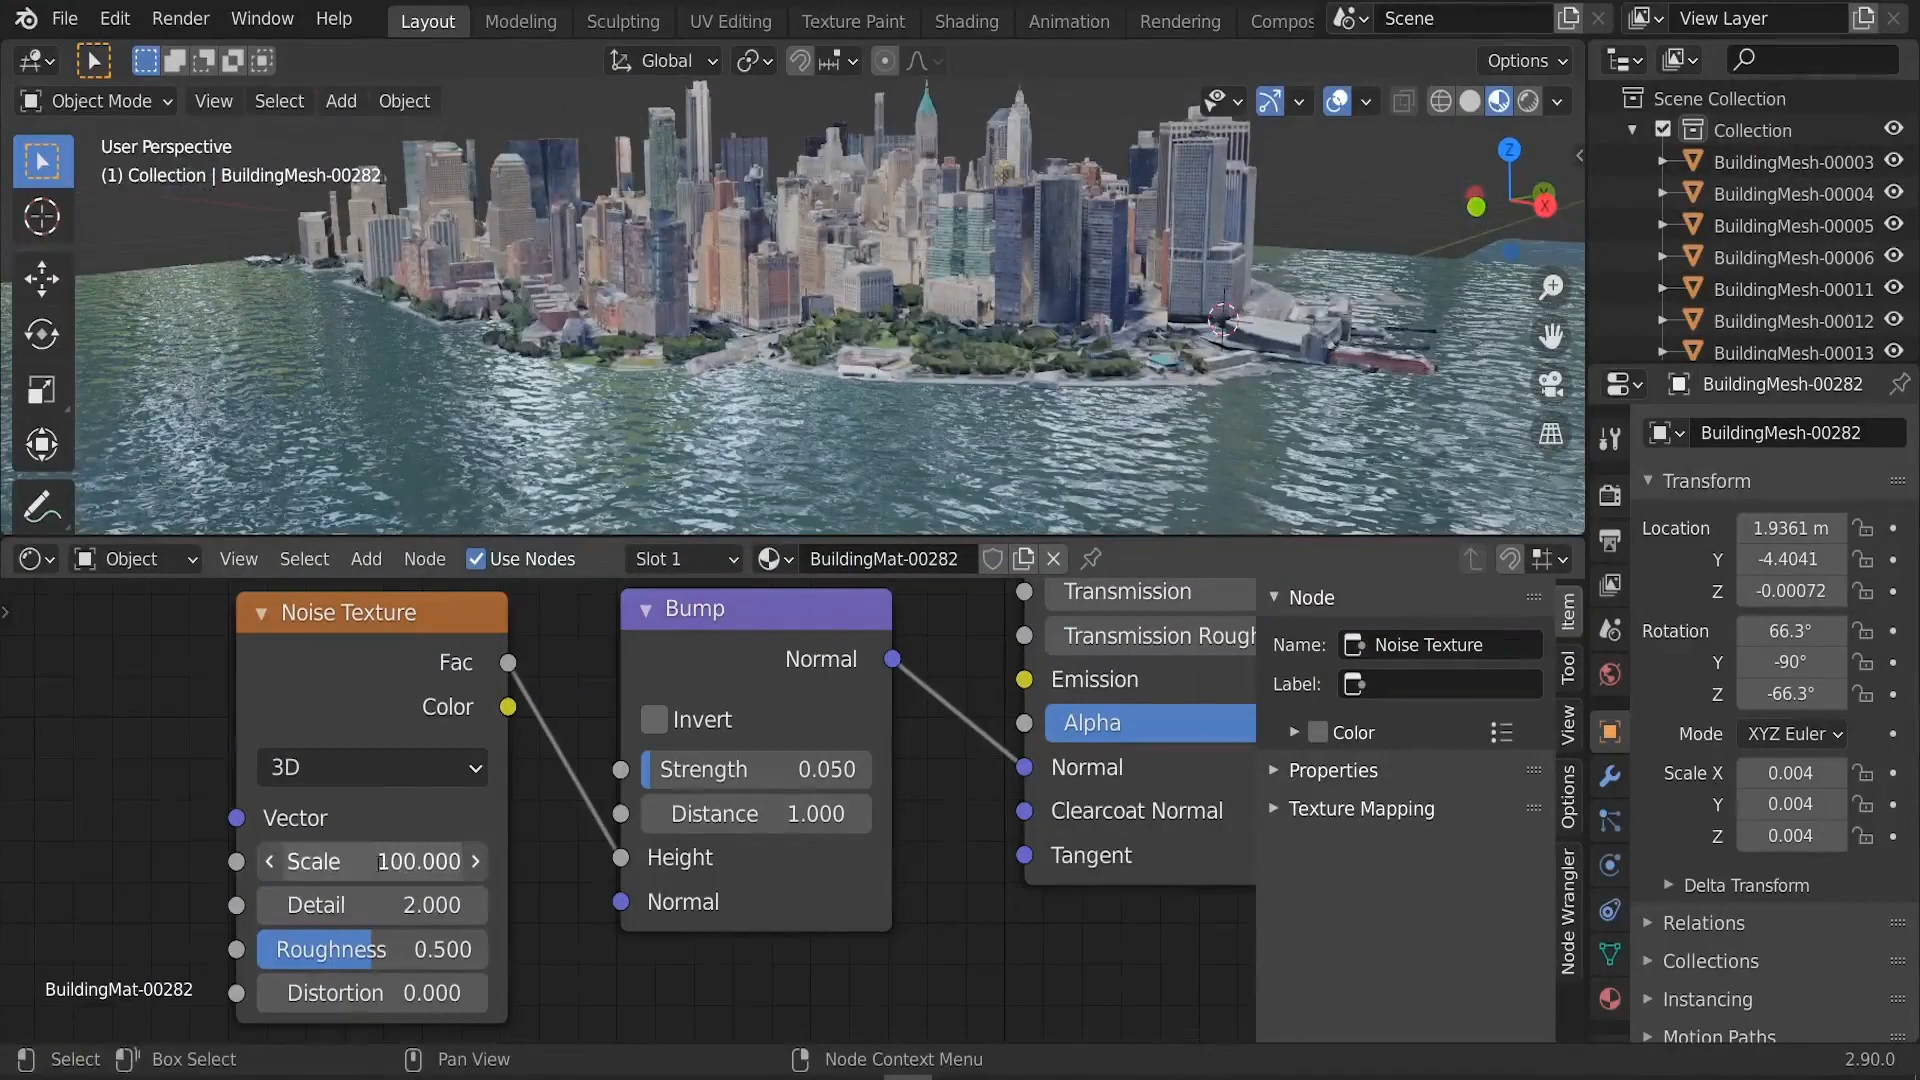 File Edit Render Window Help Layout Modeling Sculpting UV Editing Texture Paint Shading Animation Rendering Compos Scene View Layer
Global Options
Object Mode View Select Add Object
User Perspective
(1) Collection | BuildingMesh-00282
Z
X
Scene Collection
Collection
BuildingMesh-00003
BuildingMesh-00004
BuildingMesh-00005
BuildingMesh-00006
BuildingMesh-00011
BuildingMesh-00012
BuildingMesh-00013
BuildingMesh-00282
BuildingMesh-00282
Transform
Location 1.9361 m
Y -4.4041
Z -0.00072
Rotation 66.3°
Y -90°
Z -66.3°
Mode XYZ Euler
Scale X 0.004
Y 0.004
Z 0.004
Delta Transform
Relations
Collections
Instancing
Motion Paths
Object View Select Add Node Use Nodes Slot 1 BuildingMat-00282
Noise Texture
Fac
Color
3D
Vector
Scale 100.000
Detail 2.000
Roughness 0.500
Distortion 0.000
BuildingMat-00282
Bump
Normal
Invert
Strength 0.050
Distance 1.000
Height
Normal
Transmission
Transmission Rough
Emission
Alpha
Normal
Clearcoat Normal
Tangent
Node
Name: Noise Texture
Label:
Color
Properties
Texture Mapping
Item
Tool
View
Options
Node Wrangler
Select Box Select Pan View Node Context Menu 2.90.0